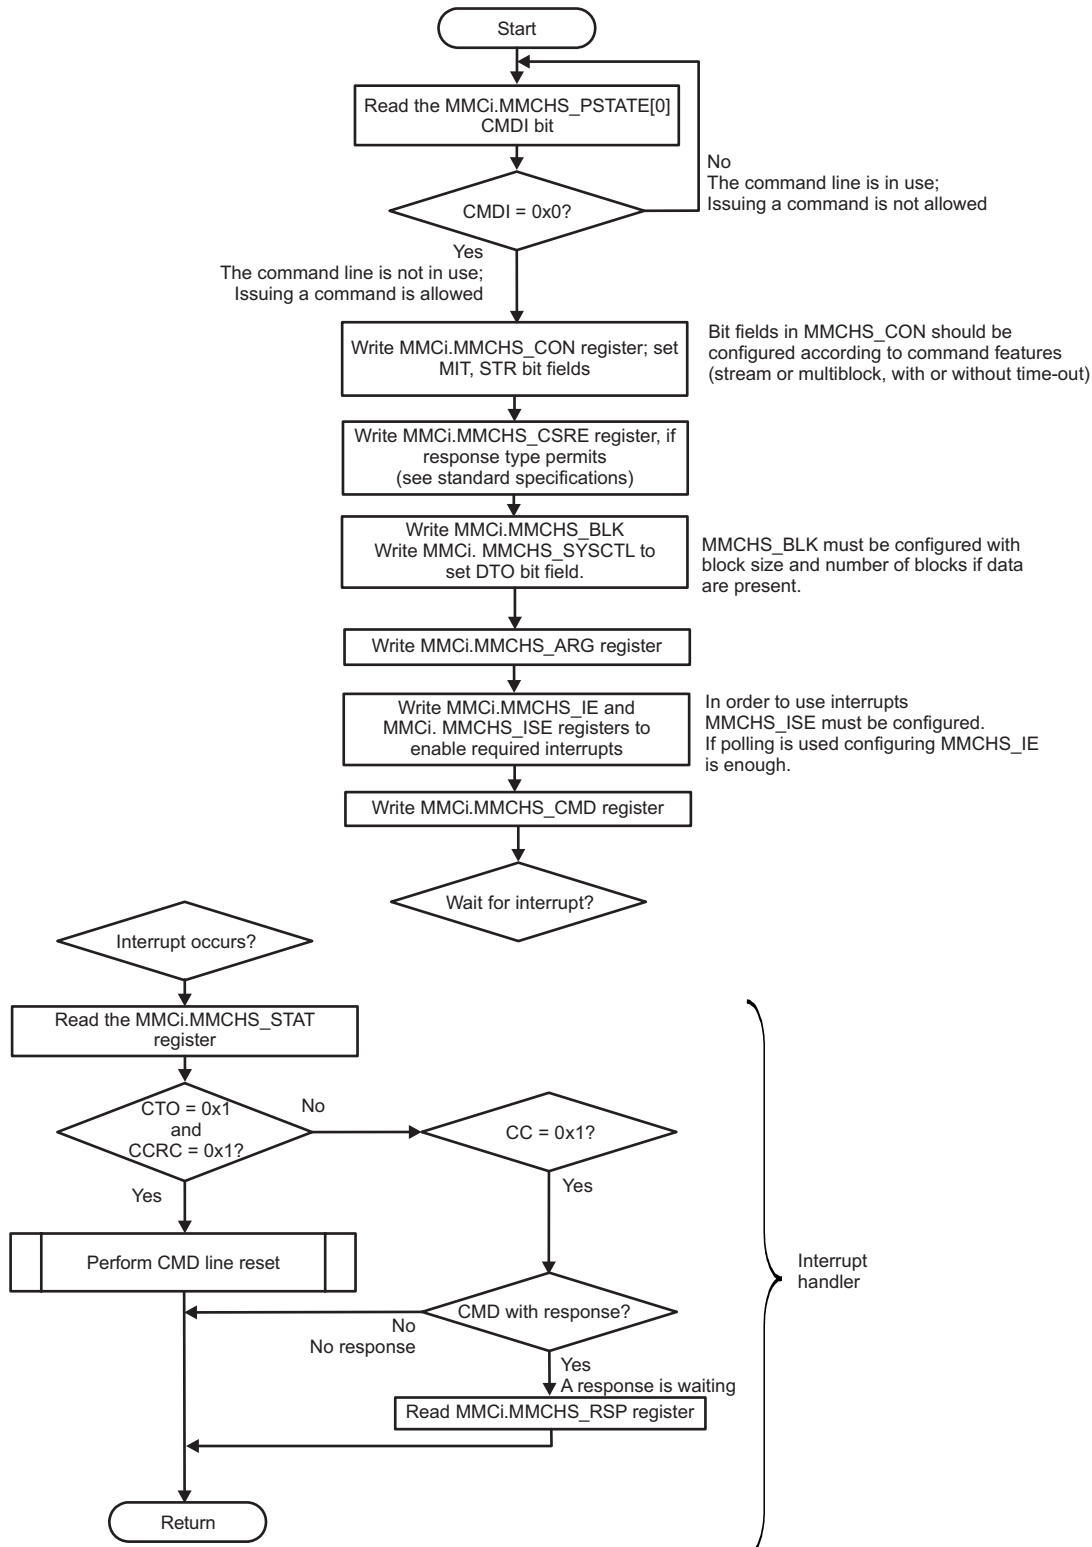 Start
Read the MMCi.MMCHS_PSTATE[0]
CMDI bit
No
The command line is in use;
Issuing a command is not allowed
CMDI = 0x0?
Yes
The command line is not in use;
Issuing a command is allowed
Write MMCi.MMCHS_CON register; set
MIT, STR bit fields
Bit fields in MMCHS_CON should be
configured according to command features
(stream or multiblock, with or without time-out)
Write MMCi.MMCHS_CSRE register, if
response type permits
(see standard specifications)
Write MMCi.MMCHS_BLK
Write MMCi. MMCHS_SYSCTL to
set DTO bit field.
MMCHS_BLK must be configured with
block size and number of blocks if data
are present.
Write MMCi.MMCHS_ARG register
Write MMCi.MMCHS_IE and
MMCi. MMCHS_ISE registers to
enable required interrupts
In order to use interrupts
MMCHS_ISE must be configured.
If polling is used configuring MMCHS_IE
is enough.
Write MMCi.MMCHS_CMD register
Wait for interrupt?
Interrupt occurs?
Read the MMCi.MMCHS_STAT
register
CTO = 0x1
and
CCRC = 0x1?
No
CC = 0x1?
Yes
Yes
Perform CMD line reset
Interrupt
handler
CMD with response?
No
No response
Yes
A response is waiting
Read MMCi.MMCHS_RSP register
Return